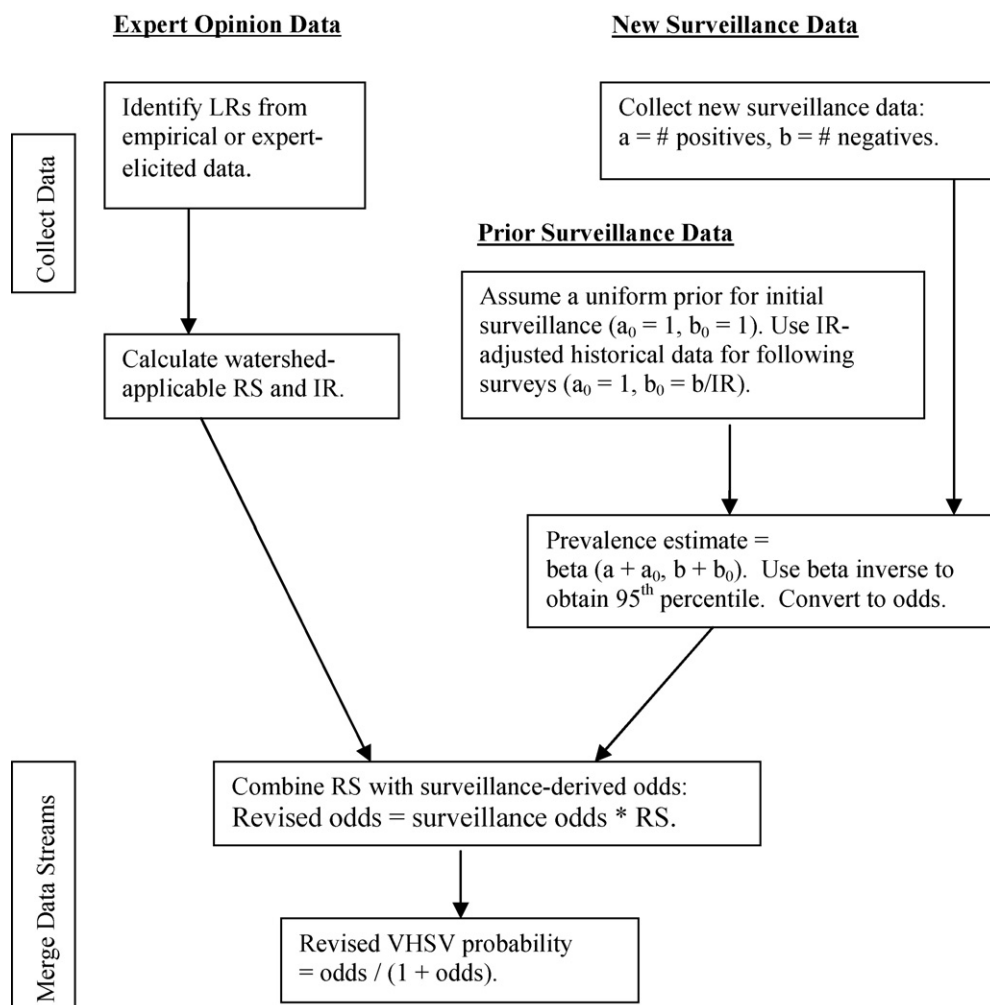 Expert Opinion Data
New Surveillance Data
Collect Data
Identify LRs from
empirical or expert-
elicited data.
Collect new surveillance data:
a = # positives, b = # negatives.
Prior Surveillance Data
Assume a uniform prior for initial
surveillance (a₀ = 1, b₀ = 1). Use IR-
adjusted historical data for following
surveys (a₀ = 1, b₀ = b/IR).
Calculate watershed-
applicable RS and IR.
Prevalence estimate =
beta (a + a₀, b + b₀).  Use beta inverse to
obtain 95th percentile.  Convert to odds.
Merge Data Streams
Combine RS with surveillance-derived odds:
Revised odds = surveillance odds * RS.
Revised VHSV probability
= odds / (1 + odds).